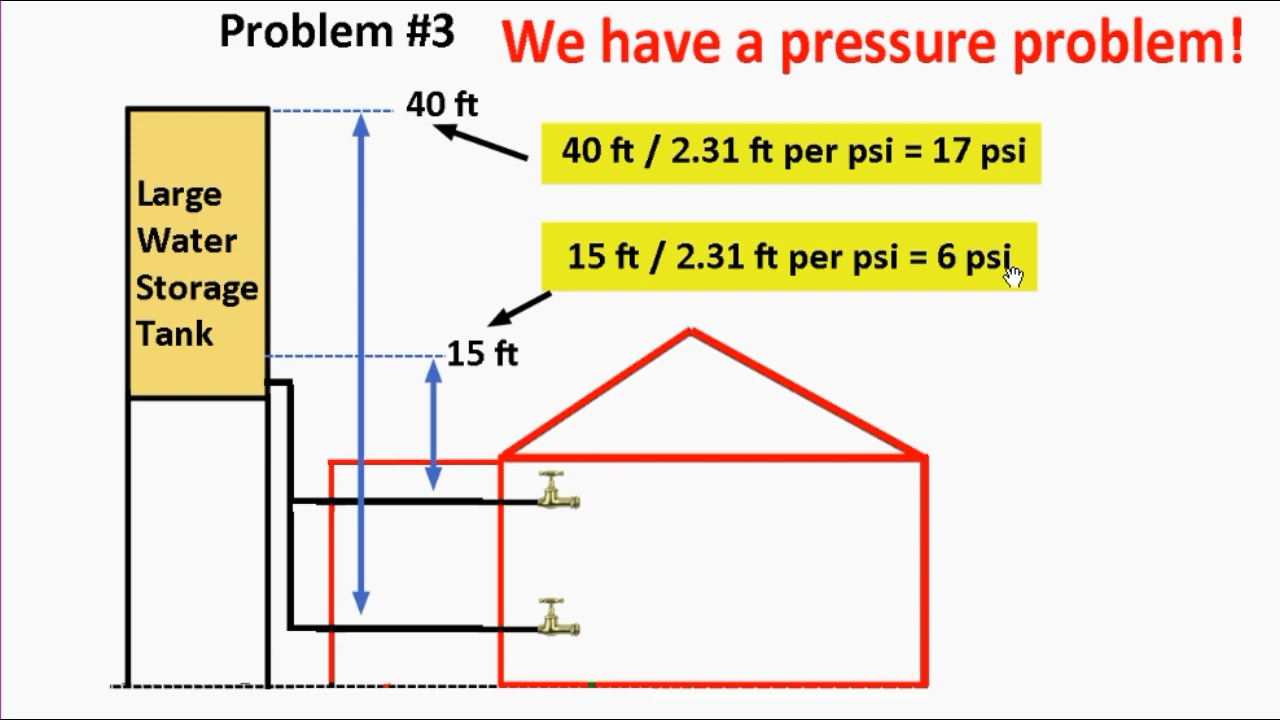 Problem #3
We have a pressure problem!
40 ft
40 ft / 2.31 ft per psi = 17 psi
Large
Water
Storage
Tank
15 ft / 2.31 ft per psi = 6 psi
15 ft